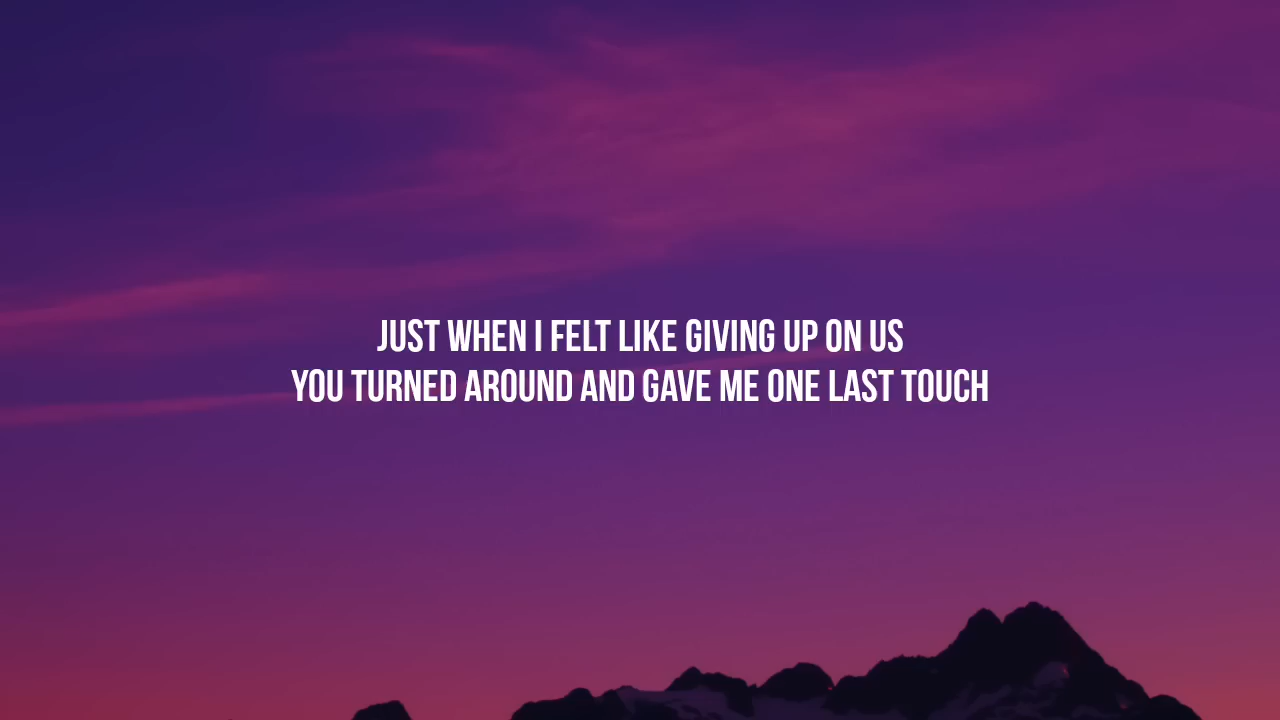 JUST WHEN I FELT LIKE GIVING UP ON US
YOU TURNED AROUND AND GAVE ME ONE LAST TOUCH